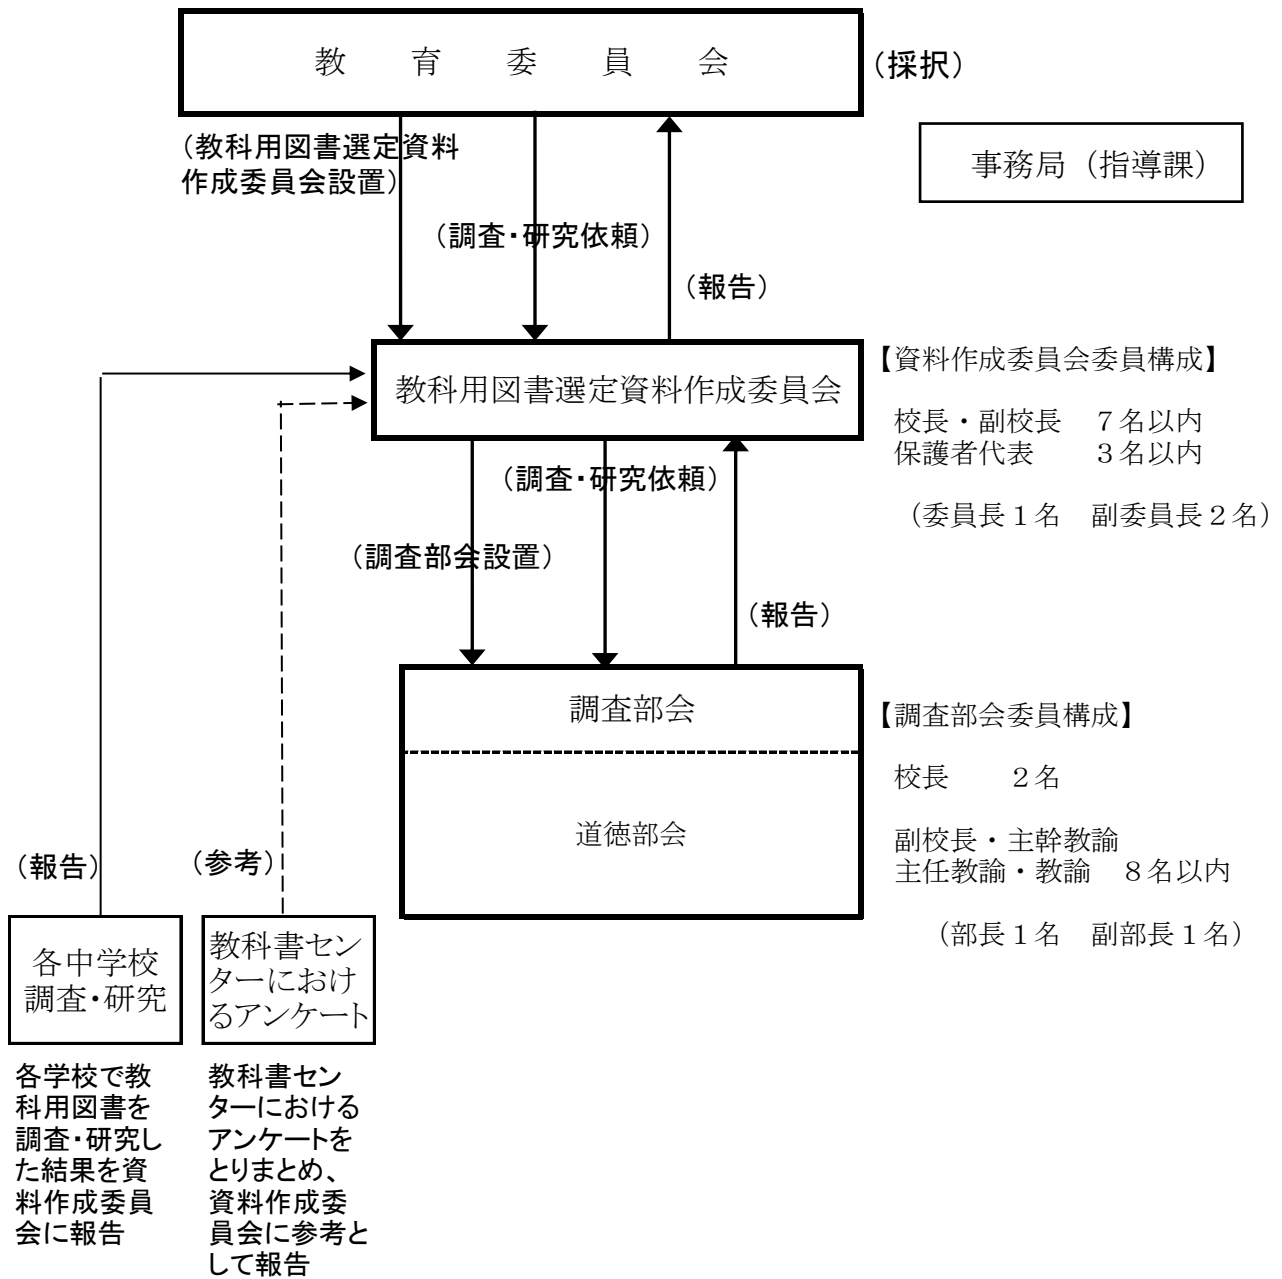 教育委員会
（採択）
（教科用図書選定資料
作成委員会設置）
事務局（指導課）
（調査・研究依頼）
（報告）
教科用図書選定資料作成委員会
【資料作成委員会委員構成】
校長・副校長　７名以内
保護者代表　　３名以内
（委員長１名　副委員長２名）
（調査・研究依頼）
（調査部会設置）
（報告）
調査部会
道徳部会
【調査部会委員構成】
校長　　２名
副校長・主幹教諭
主任教諭・教諭　８名以内
（部長１名　副部長１名）
（報告）
（参考）
各中学校
調査・研究
教科書セン
ターにおけ
るアンケート
各学校で教
科用図書を
調査・研究し
た結果を資
料作成委員
会に報告
教科書セン
ターにおける
アンケートを
とりまとめ、
資料作成委
員会に参考と
して報告